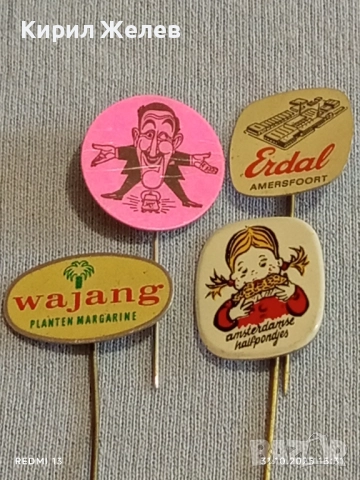 Кирил Желев
Erdal
AMERSFOORT
wajang
PLANTEN MARGARINE
amsterdamse
halfpondjes
REDMI 13